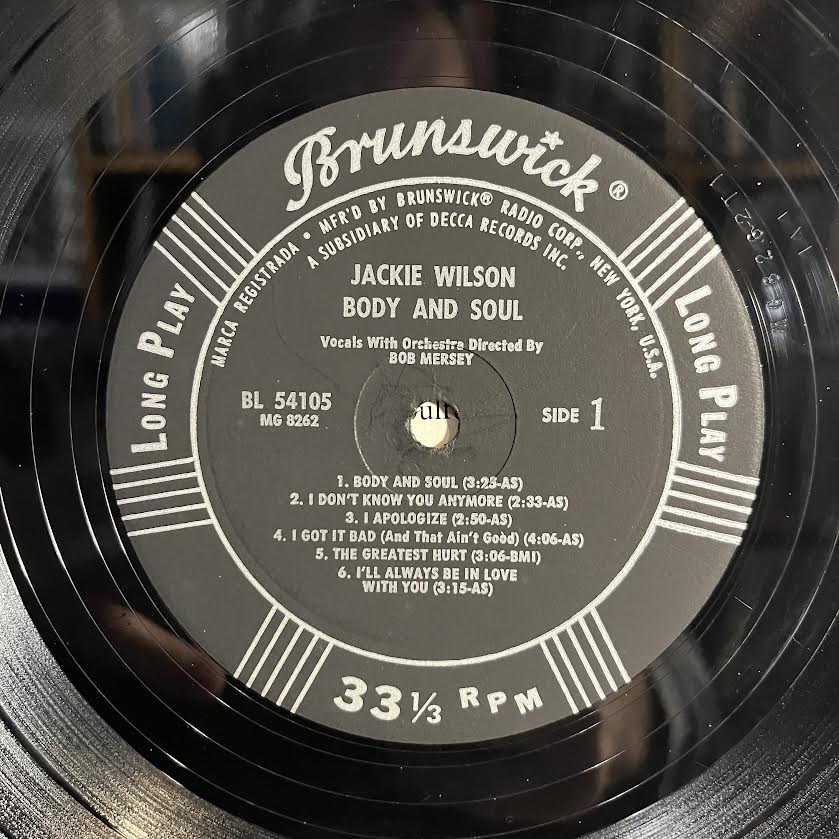 Brunswick®
MARCA REGISTRADA • MFR'D BY BRUNSWICK® RADIO CORP., NEW YORK, U.S.A.
A SUBSIDIARY OF DECCA RECORDS INC.
JACKIE WILSON
BODY AND SOUL
Vocals With Orchestra Directed By
BOB MERSEY
LONG PLAY
LONG PLAY
BL 54105
MG 8262
SIDE 1
1. BODY AND SOUL (3:25-AS)
2. I DON'T KNOW YOU ANYMORE (2:33-AS)
3. I APOLOGIZE (2:50-AS)
4. I GOT IT BAD (And That Ain't Good) (4:06-AS)
5. THE GREATEST HURT (3:06-BMI)
6. I'LL ALWAYS BE IN LOVE
WITH YOU (3:15-AS)
33 1/3 RPM